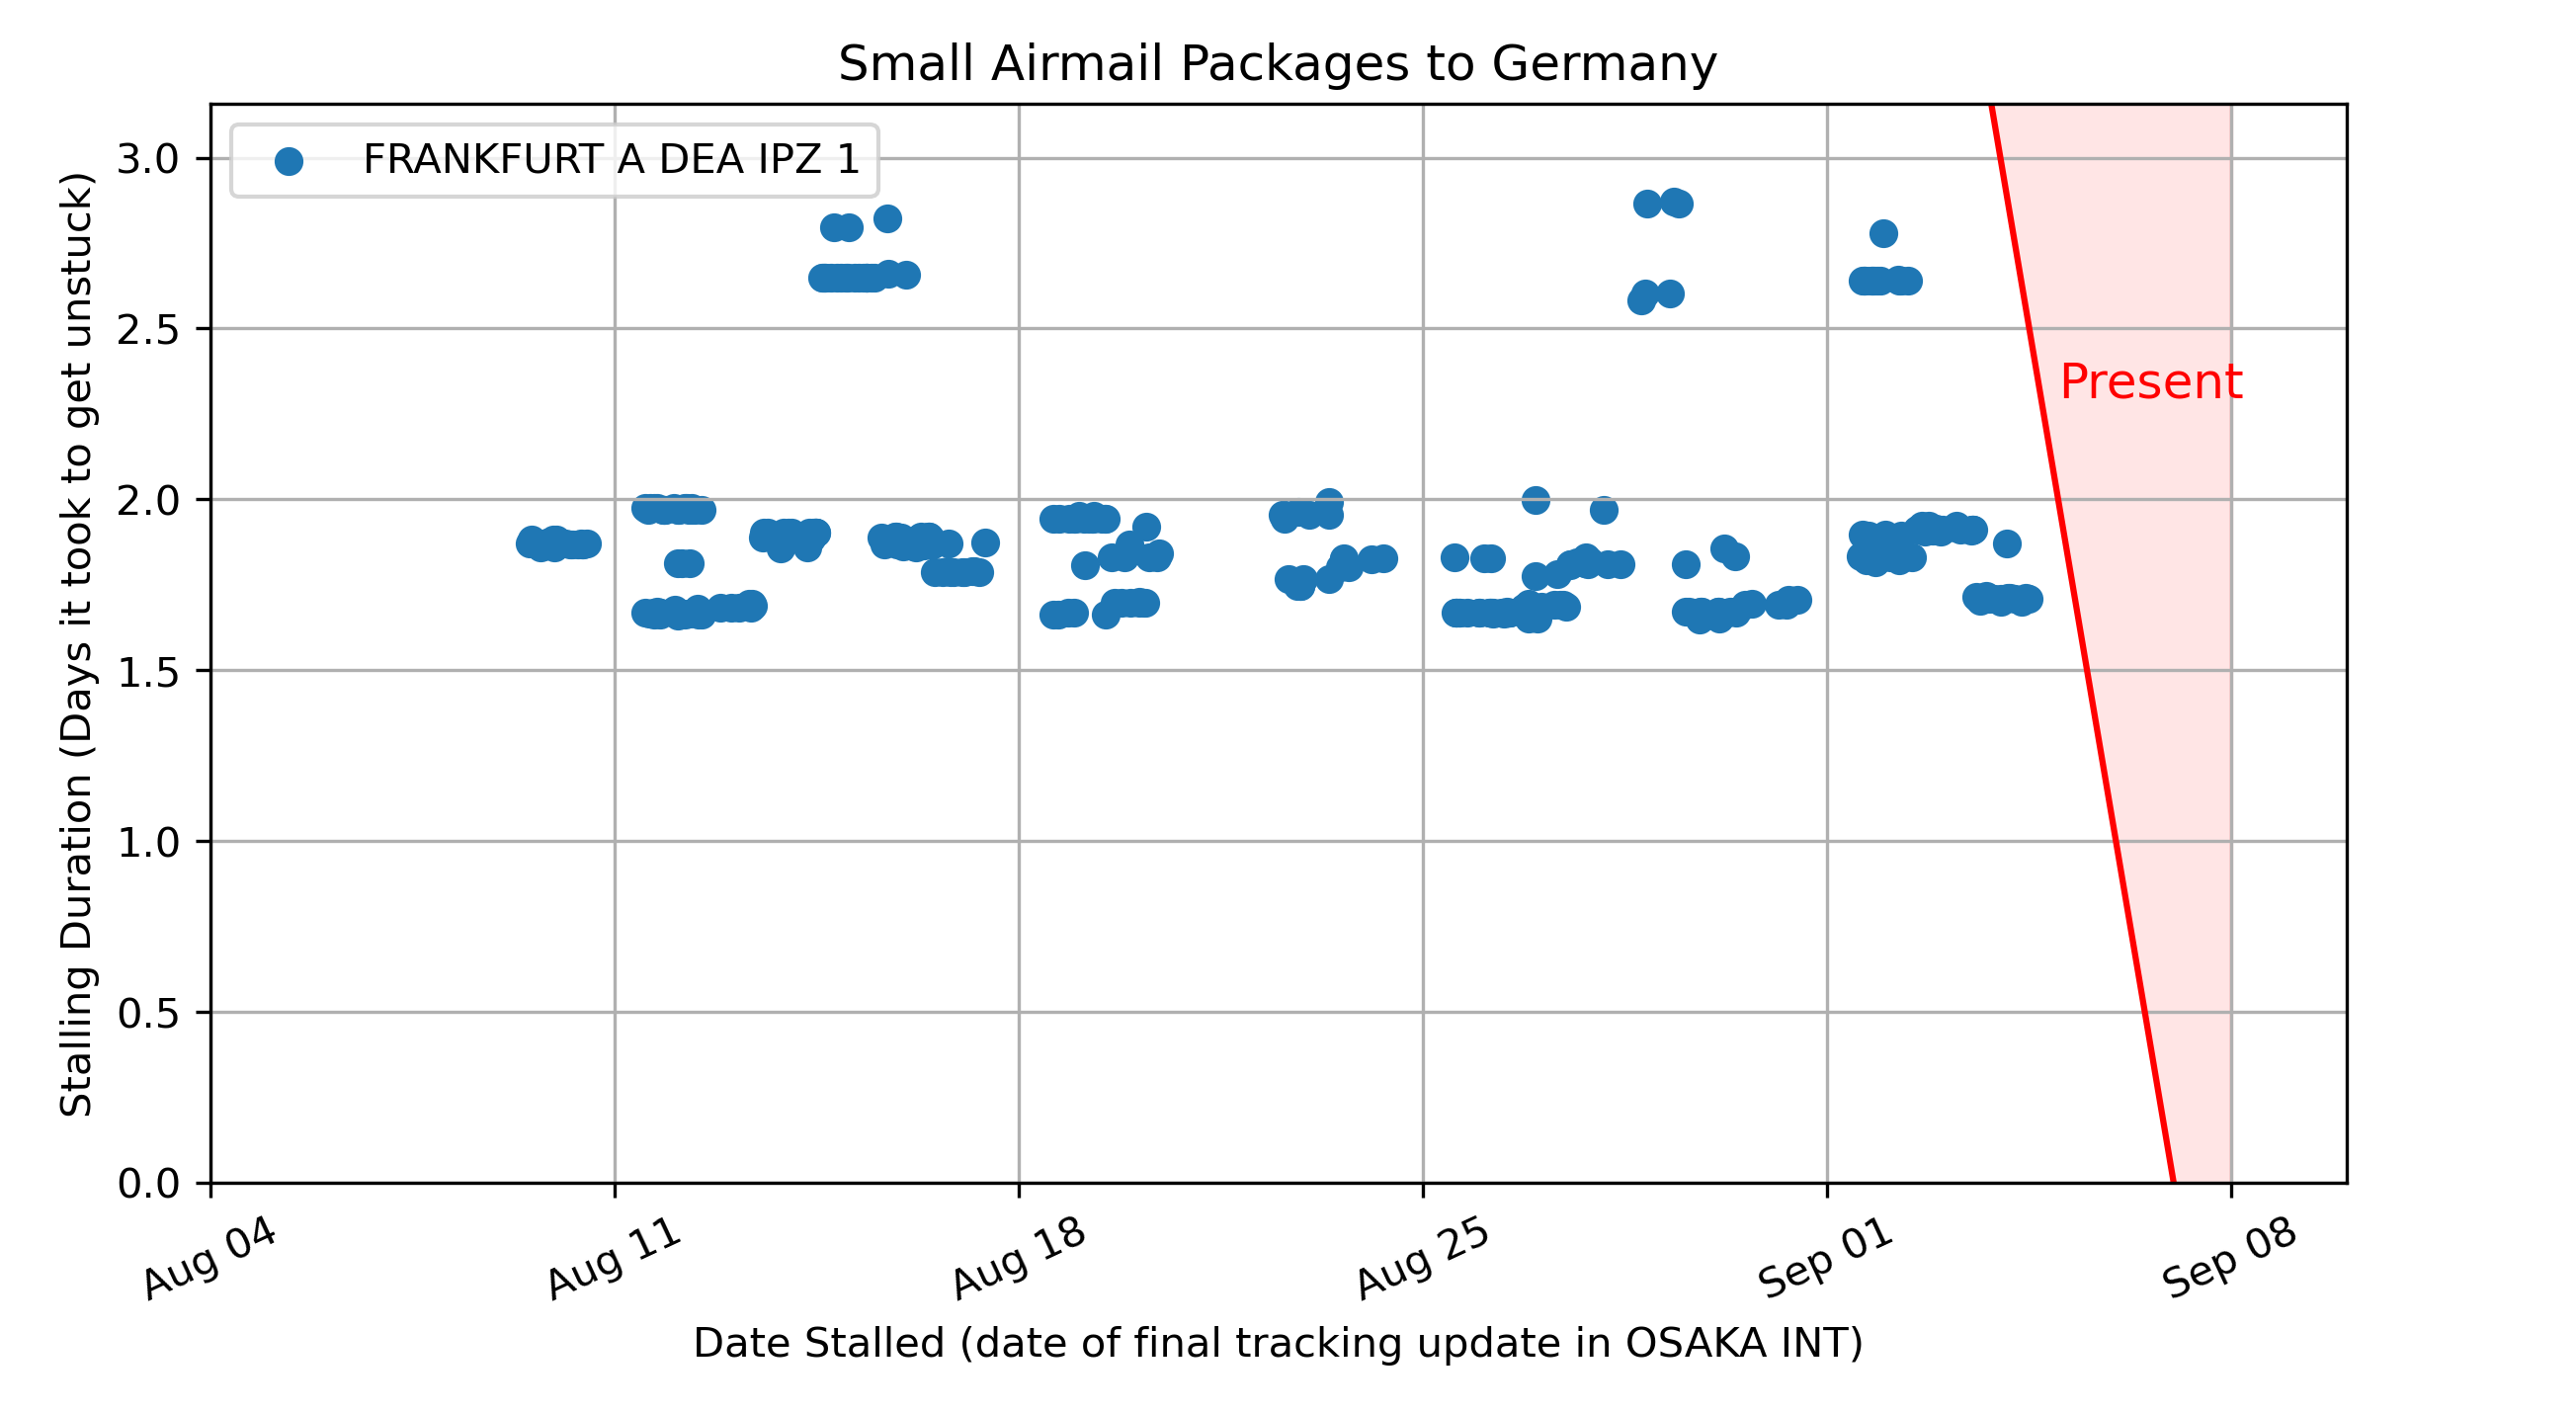 Small Airmail Packages to Germany
FRANKFURT A DEA IPZ 1
Present
Stalling Duration (Days it took to get unstuck)
3.0
2.5
2.0
1.5
1.0
0.5
0.0
Aug 04
Aug 11
Aug 18
Aug 25
Sep 01
Sep 08
Date Stalled (date of final tracking update in OSAKA INT)